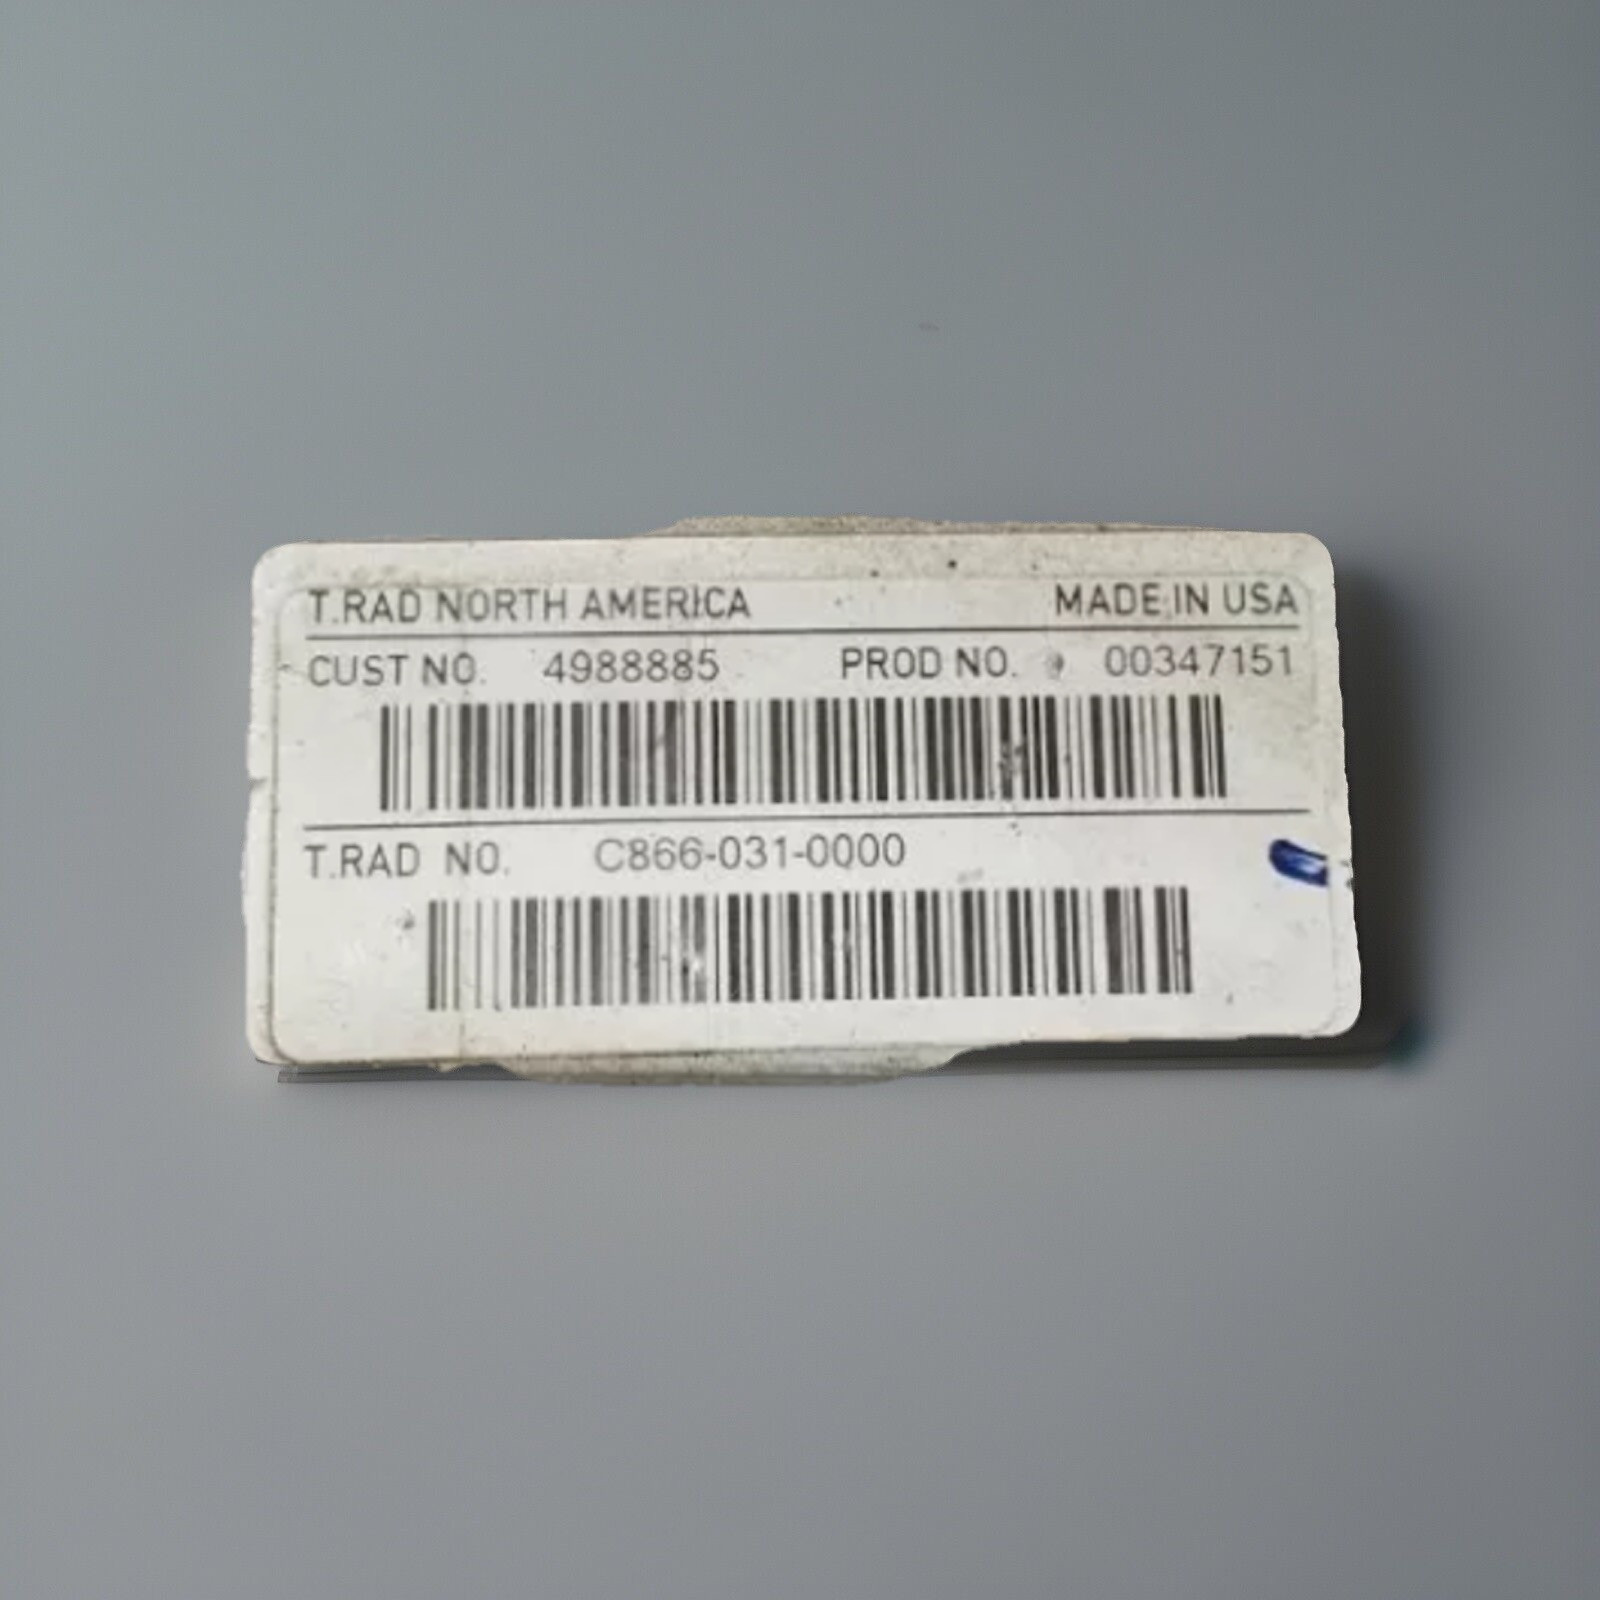 T.RAD NORTH AMERICA MADE IN USA
CUST NO. 4988885 PROD NO. 00347151
T.RAD NO. C866-031-0000